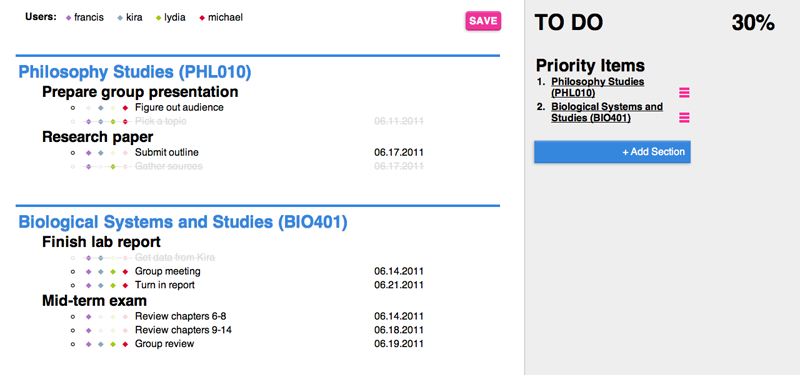 Users: francis kira lydia michael SAVE
Philosophy Studies (PHL010)
Prepare group presentation
Figure out audience
Pick a topic 06.11.2011
Research paper
Submit outline 06.17.2011
Gather sources 06.17.2011
Biological Systems and Studies (BIO401)
Finish lab report
Get data from Kira
Group meeting 06.14.2011
Turn in report 06.21.2011
Mid-term exam
Review chapters 6-8 06.14.2011
Review chapters 9-14 06.18.2011
Group review 06.19.2011
TO DO 30%
Priority Items
1. Philosophy Studies
(PHL010)
2. Biological Systems and
Studies (BIO401)
+ Add Section